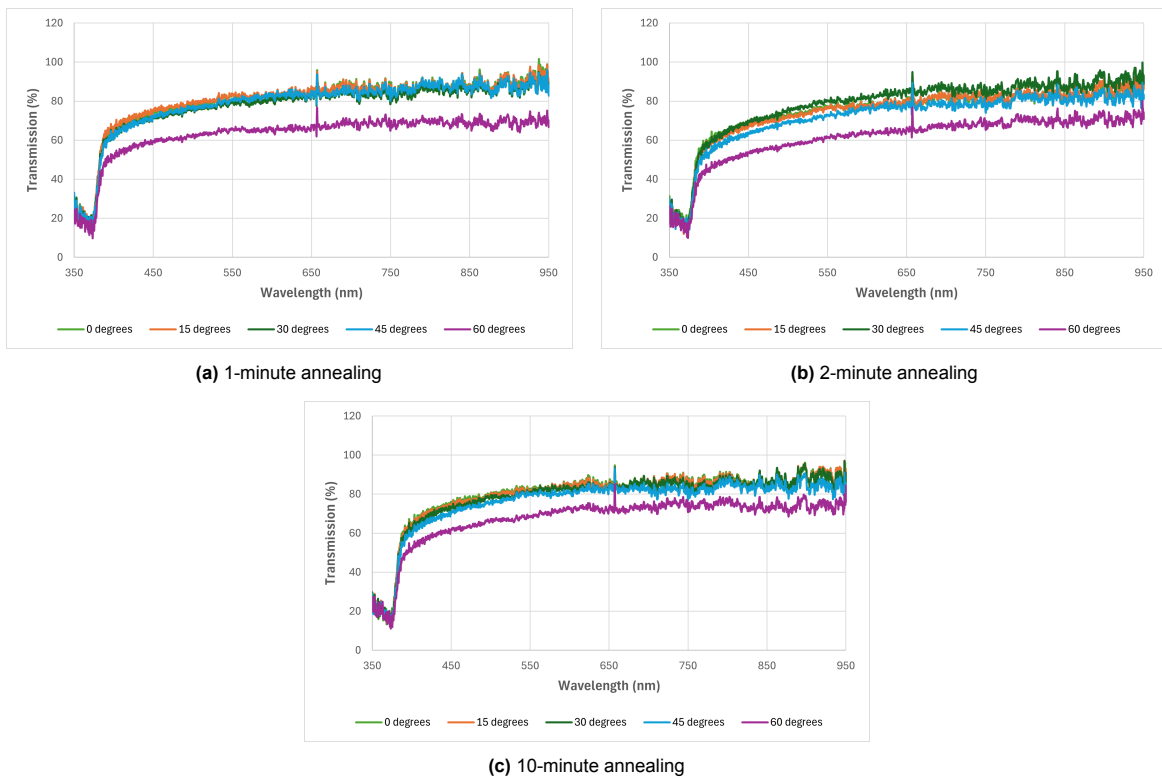 120
100
80
60
40
20
0
Transmission (%)
350 450 550 650 750 850 950
Wavelength (nm)
0 degrees 15 degrees 30 degrees 45 degrees 60 degrees
(a) 1-minute annealing
120
100
80
60
40
20
0
Transmission (%)
350 450 550 650 750 850 950
Wavelength (nm)
0 degrees 15 degrees 30 degrees 45 degrees 60 degrees
(b) 2-minute annealing
120
100
80
60
40
20
0
Transmission (%)
350 450 550 650 750 850 950
Wavelength (nm)
0 degrees 15 degrees 30 degrees 45 degrees 60 degrees
(c) 10-minute annealing